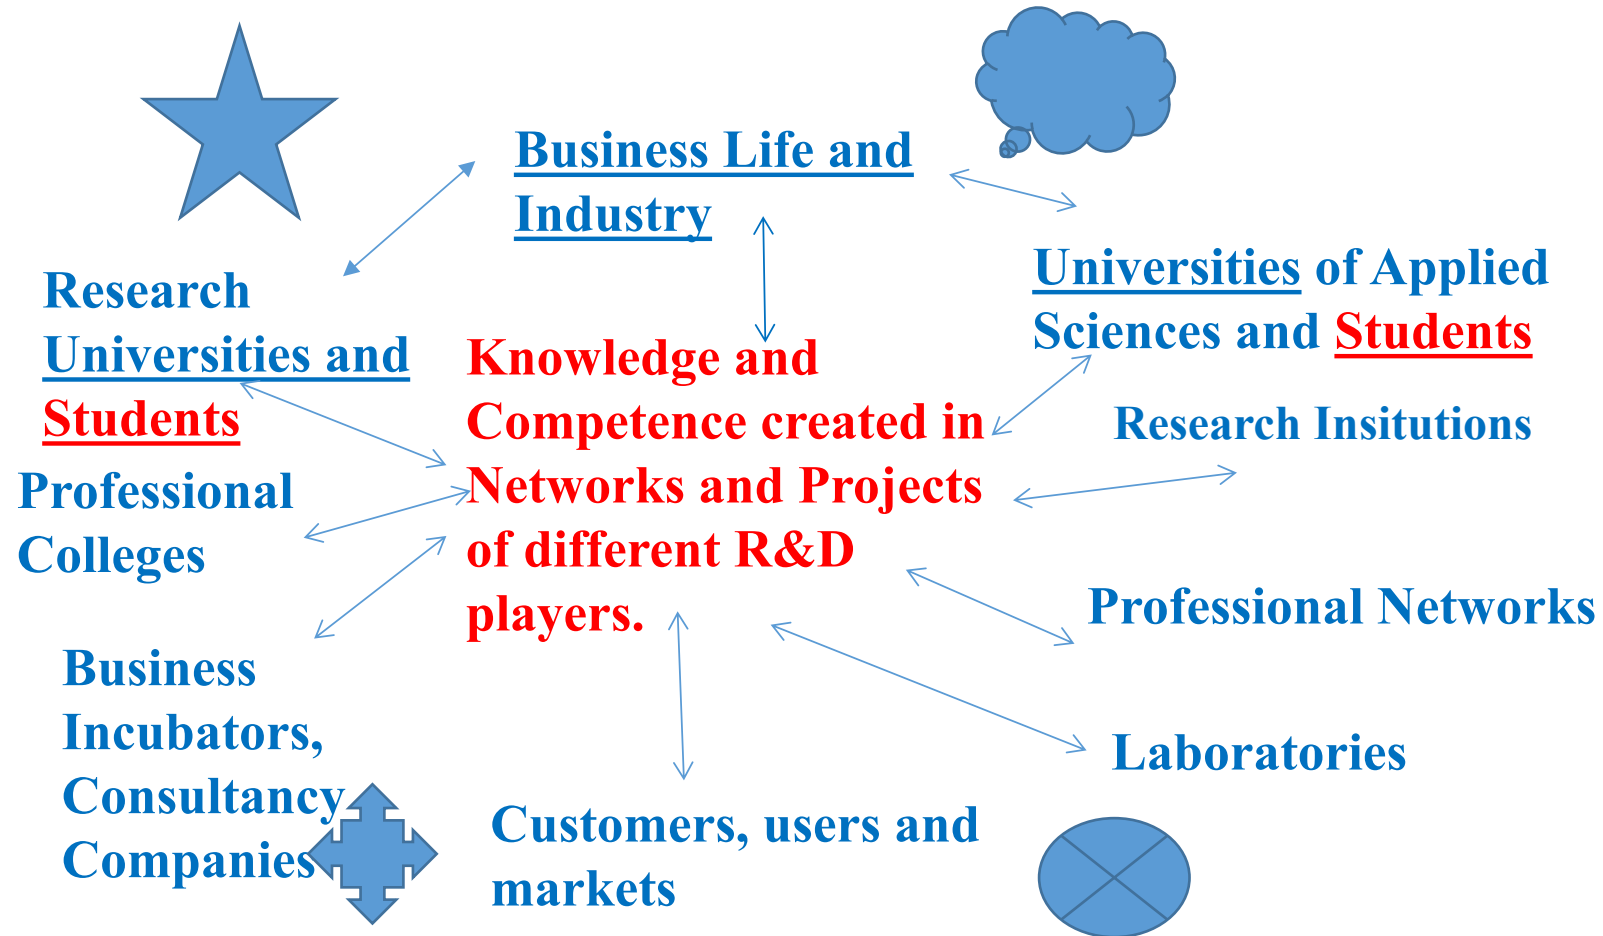 Business Life and
Industry
Research
Universities and
Students
Universities of Applied
Sciences and Students
Knowledge and
Competence created in
Networks and Projects
of different R&D
players.
Research Insitutions
Professional
Colleges
Professional Networks
Business
Incubators,
Consultancy
Companies
Laboratories
Customers, users and
markets